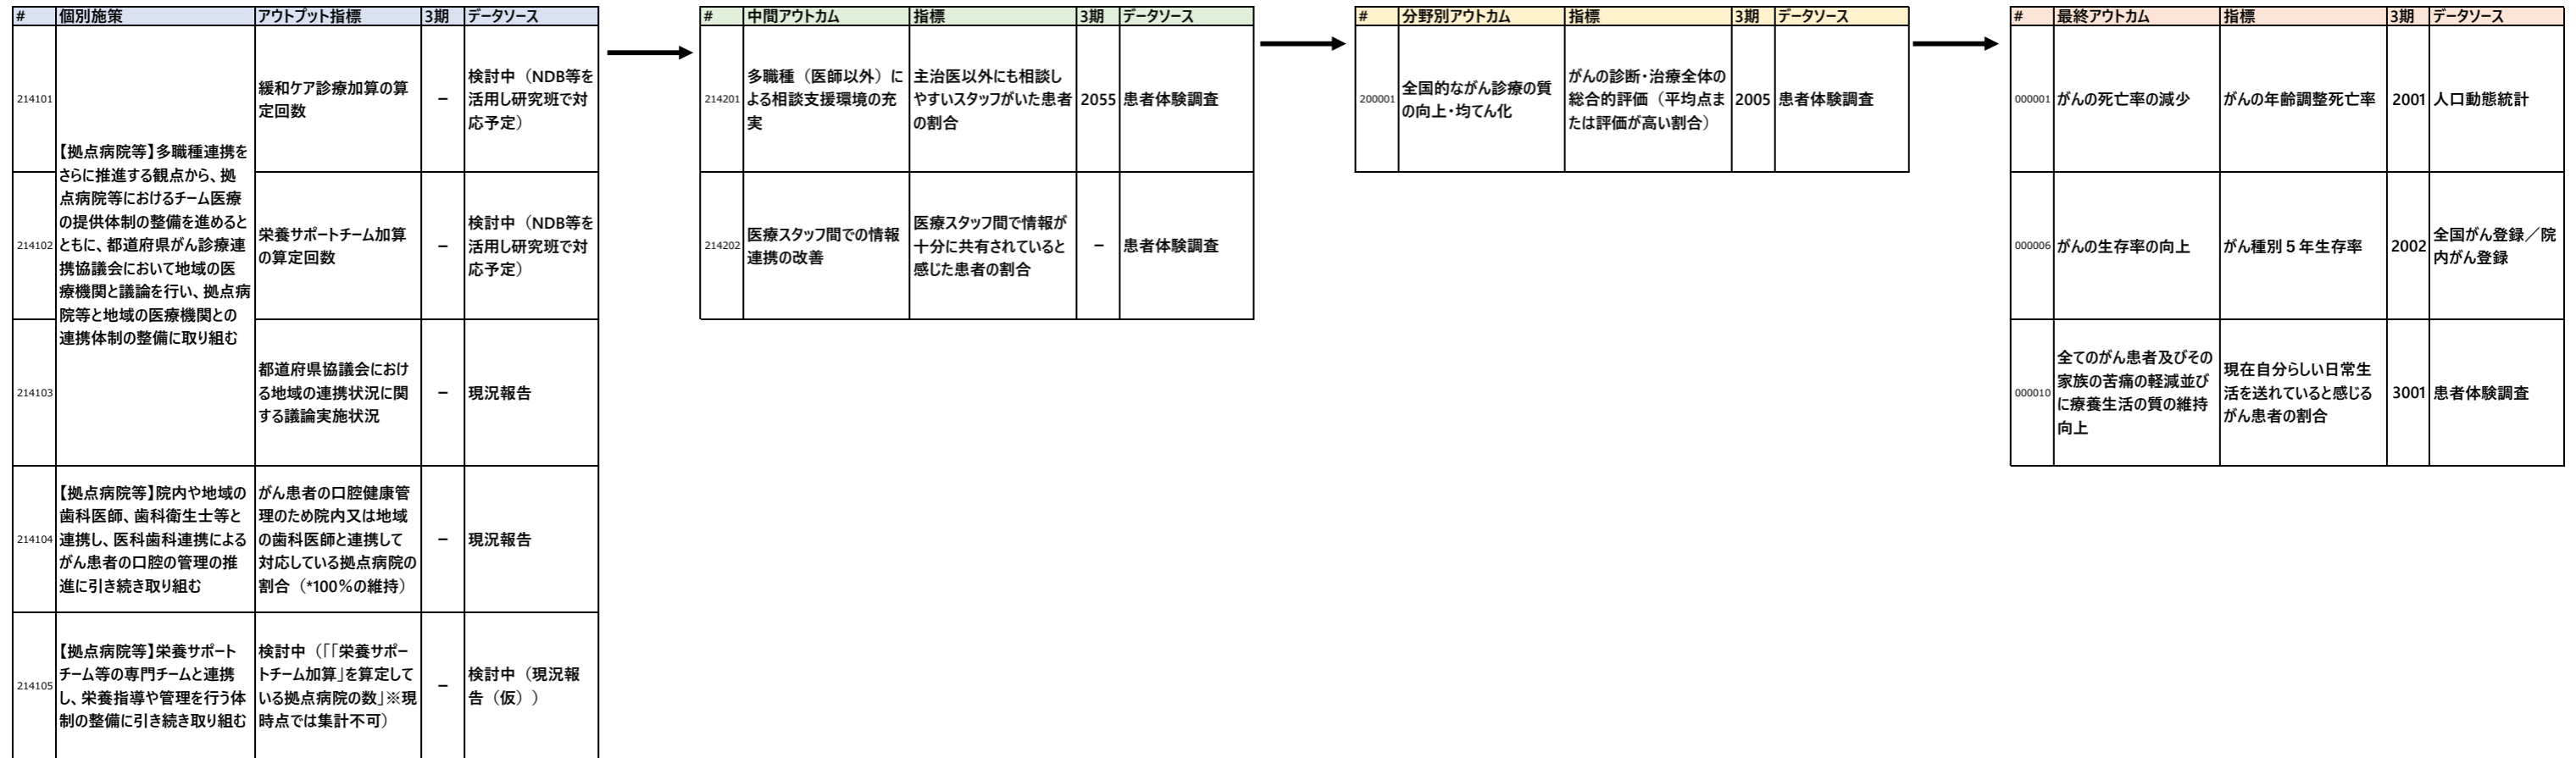 # 個別施策 アウトプット指標 3期 データソース
214101
【拠点病院等】多職種連携を
さらに推進する観点から、拠
点病院等におけるチーム医療
の提供体制の整備を進めると
ともに、都道府県がん診療連
携協議会において地域の医
療機関と議論を行い、拠点病
院等と地域の医療機関との
連携体制の整備に取り組む
緩和ケア診療加算の算
定回数
－
検討中（NDB等を
活用し研究班で対
応予定）
214102
栄養サポートチーム加算
の算定回数
－
検討中（NDB等を
活用し研究班で対
応予定）
214103
都道府県協議会におけ
る地域の連携状況に関
する議論実施状況
－
現況報告
214104
【拠点病院等】院内や地域の
歯科医師、歯科衛生士等と
連携し、医科歯科連携による
がん患者の口腔の管理の推
進に引き続き取り組む
がん患者の口腔健康管
理のため院内又は地域
の歯科医師と連携して
対応している拠点病院の
割合（*100％の維持）
－
現況報告
214105
【拠点病院等】栄養サポート
チーム等の専門チームと連携
し、栄養指導や管理を行う体
制の整備に引き続き取り組む
検討中（「「栄養サポー
トチーム加算」を算定して
いる拠点病院の数」※現
時点では集計不可）
－
検討中（現況報
告（仮））
# 中間アウトカム 指標 3期 データソース
214201
多職種（医師以外）に
よる相談支援環境の充
実
主治医以外にも相談し
やすいスタッフがいた患者
の割合
2055
患者体験調査
214202
医療スタッフ間での情報
連携の改善
医療スタッフ間で情報が
十分に共有されていると
感じた患者の割合
－
患者体験調査
# 分野別アウトカム 指標 3期 データソース
200001
全国的ながん診療の質
の向上・均てん化
がんの診断・治療全体の
総合的評価（平均点ま
たは評価が高い割合）
2005
患者体験調査
# 最終アウトカム 指標 3期 データソース
000001
がんの死亡率の減少
がんの年齢調整死亡率
2001
人口動態統計
000006
がんの生存率の向上
がん種別５年生存率
2002
全国がん登録／院
内がん登録
000010
全てのがん患者及びその
家族の苦痛の軽減並び
に療養生活の質の維持
向上
現在自分らしい日常生
活を送れていると感じる
がん患者の割合
3001
患者体験調査